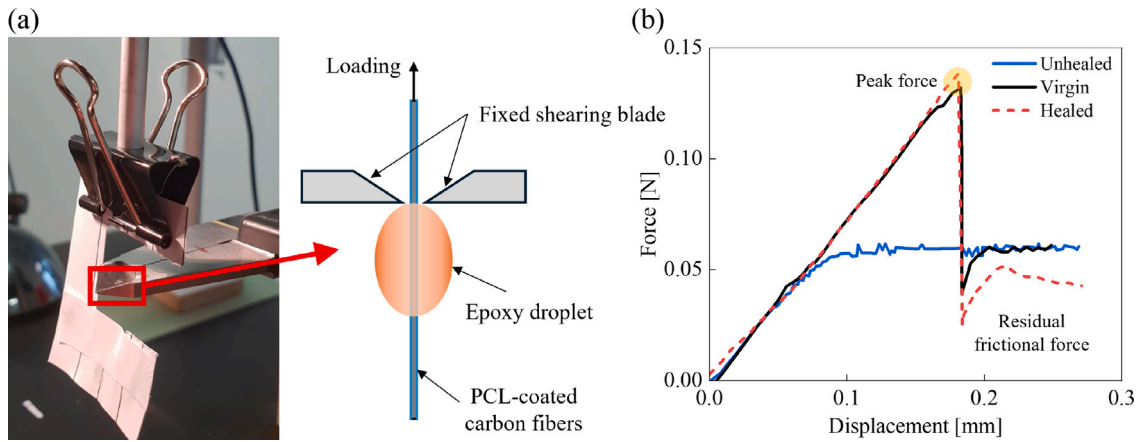 (a)
Loading
Fixed shearing blade
Epoxy droplet
PCL-coated
carbon fibers
(b)
0.15
0.10
0.05
0.00
Force [N]
Peak force
Unhealed
Virgin
Healed
Residual
frictional force
0.0
0.1
0.2
0.3
Displacement [mm]